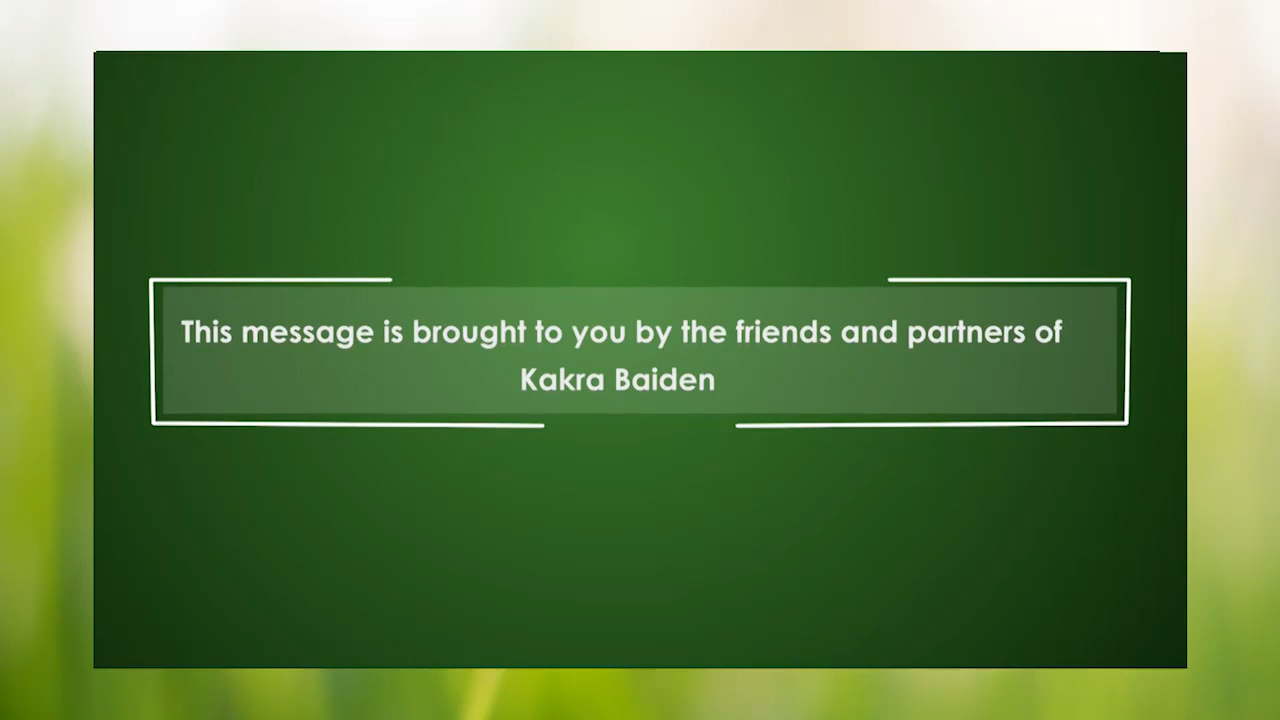 This message is brought to you by the friends and partners of
Kakra Baiden